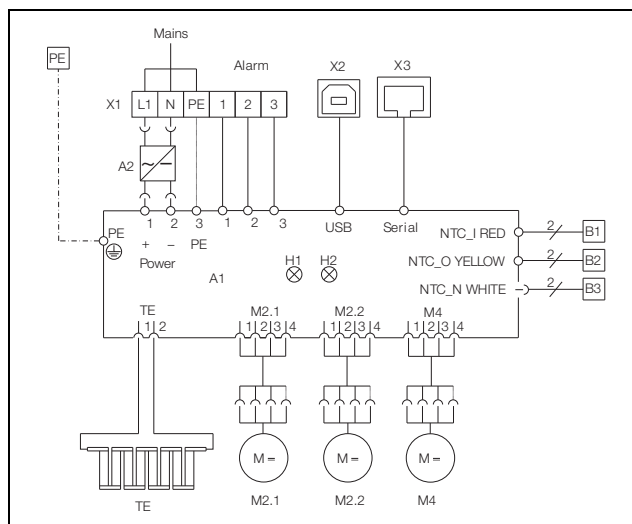 Mains
PE
Alarm
X2
X3
X1
L1 N PE 1 2 3
A2
1 2 3 1 2 3
USB
Serial
PE
+ − PE
Power
A1
H1
H2
NTC_I RED
2
B1
NTC_O YELLOW
2
B2
NTC_N WHITE
2
B3
TE
1 2
M2.1
1 2 3 4
M2.2
1 2 3 4
M4
1 2 3 4
M =
M =
M =
TE
M2.1
M2.2
M4